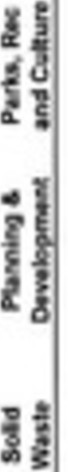 Solid Planning & Parks, Rec
Waste Development and Culture